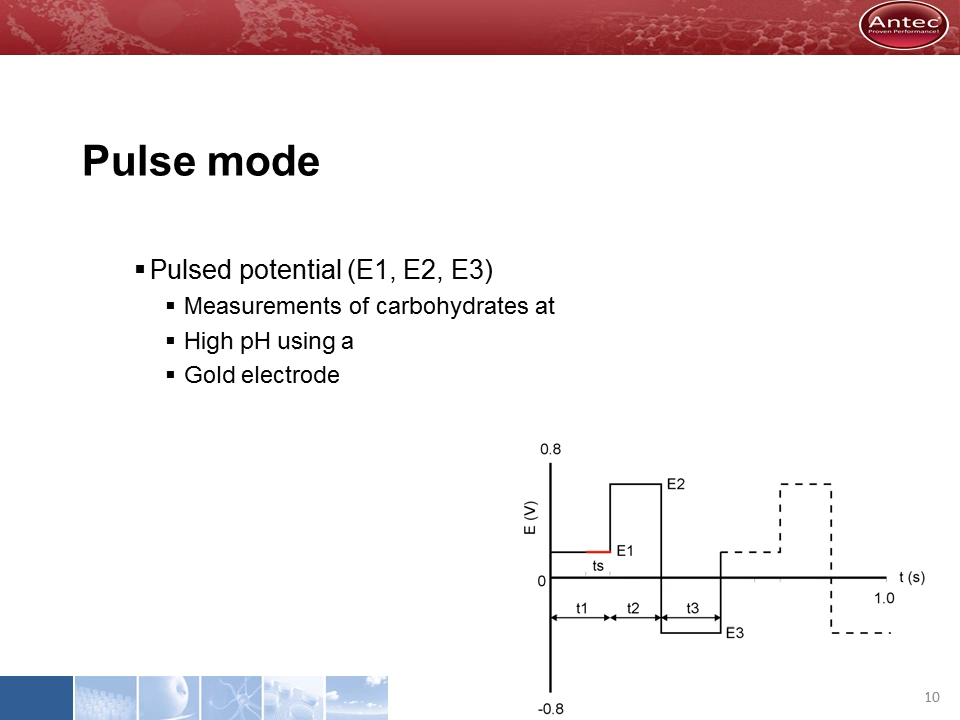 Antec
Proven Performance!
Pulse mode
▪ Pulsed potential (E1, E2, E3)
▪ Measurements of carbohydrates at
▪ High pH using a
▪ Gold electrode
0.8
E2
E (V)
E1
ts
0
t (s)
1.0
t1 t2 t3
E3
-0.8
10